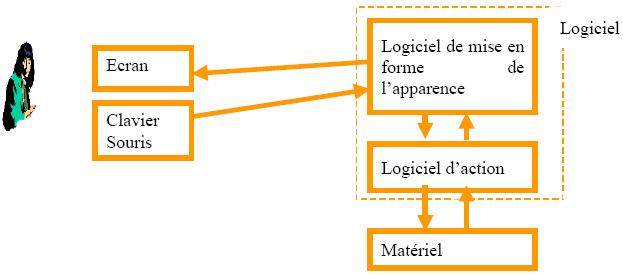 Logiciel
Ecran
Clavier
Souris
Logiciel de mise en
forme de
l’apparence
Logiciel d’action
Matériel